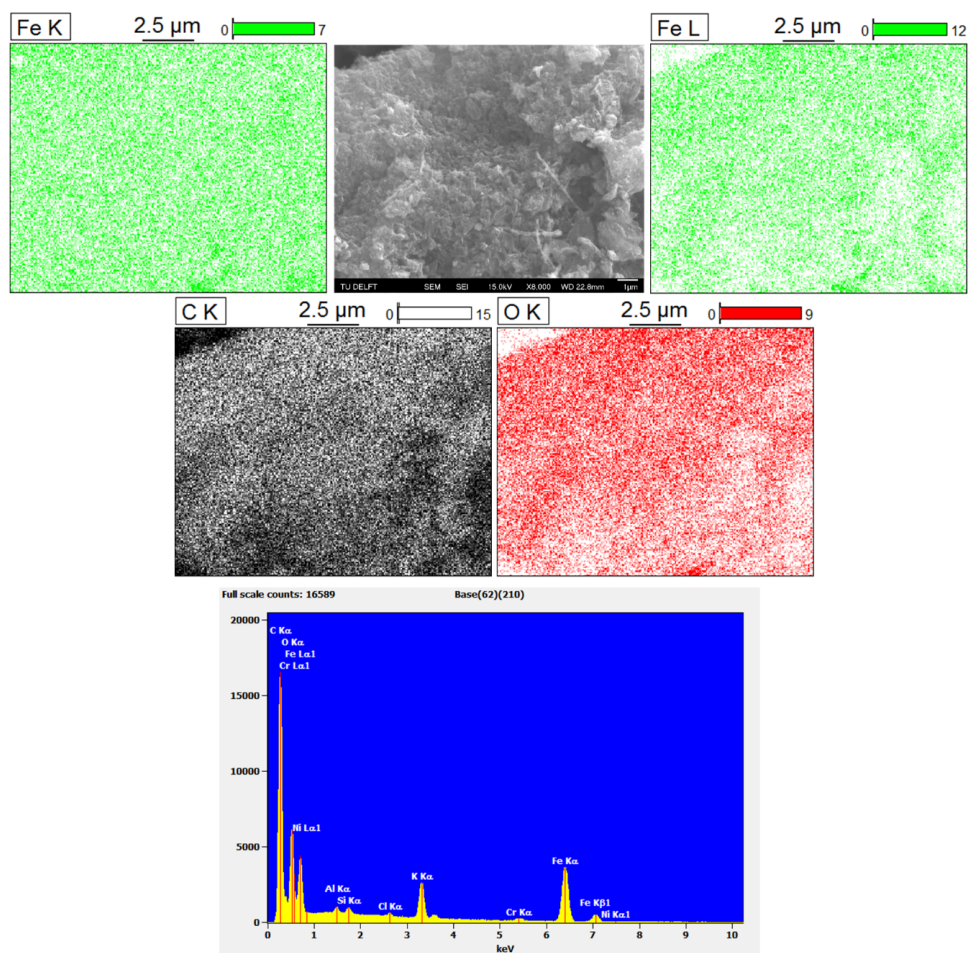 Fe K 2.5 µm 0 7
Fe L 2.5 µm 0 12
TU DELFT SEM SEI 15.0kV X8,000 WD 22.8mm 1µm
C K 2.5 µm 0 15
O K 2.5 µm 0 9
Full scale counts: 16589 Base(62)(210)
20000
15000
10000
5000
0
C Kα
O Kα
Fe Lα1
Cr Lα1
Ni Lα1
Al Kα
Si Kα
Cl Kα
K Kα
Cr Kα
Fe Kα
Fe Kβ1
Ni Kα1
0 1 2 3 4 5 6 7 8 9 10
keV